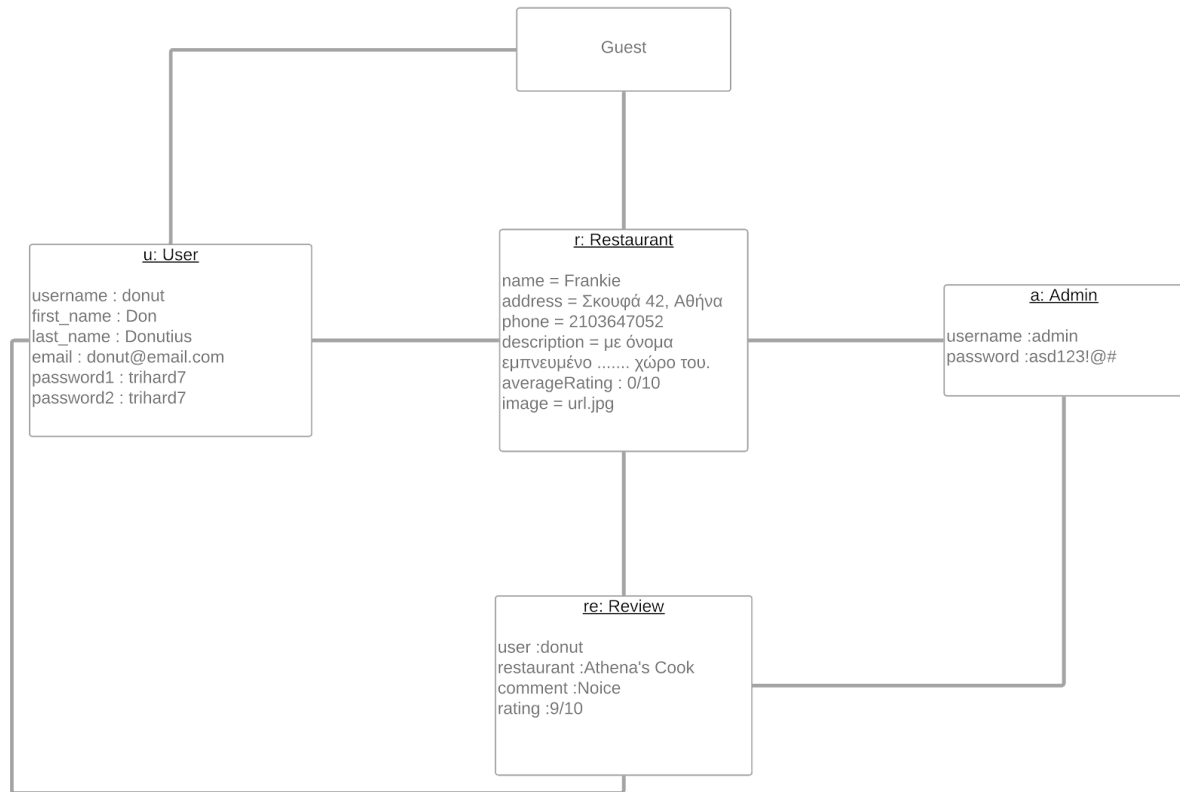 Guest
u: User
username : donut
first_name : Don
last_name : Donutius
email : donut@email.com
password1 : trihard7
password2 : trihard7
r: Restaurant
name = Frankie
address = Σκουφά 42, Αθήνα
phone = 2103647052
description = με όνομα
εμπνευμένο ....... χώρο του.
averageRating : 0/10
image = url.jpg
a: Admin
username :admin
password :asd123!@#
re: Review
user :donut
restaurant :Athena's Cook
comment :Noice
rating :9/10